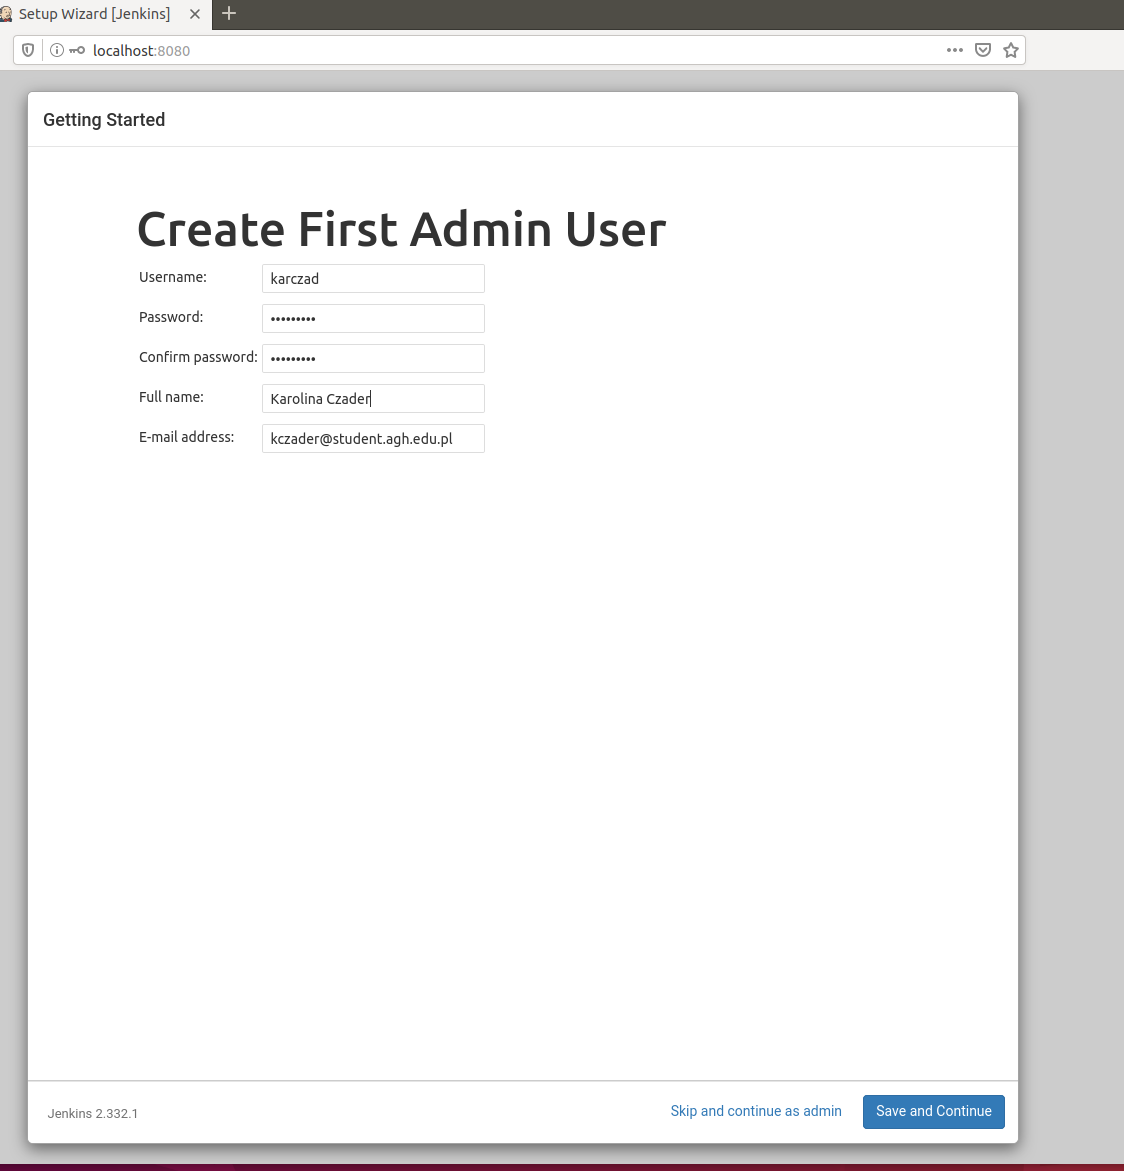 Setup Wizard [Jenkins]
localhost:8080
Getting Started
Create First Admin User
Username: karczad
Password: •••••••••
Confirm password: •••••••••
Full name: Karolina Czader
E-mail address: kczader@student.agh.edu.pl
Jenkins 2.332.1 Skip and continue as admin Save and Continue